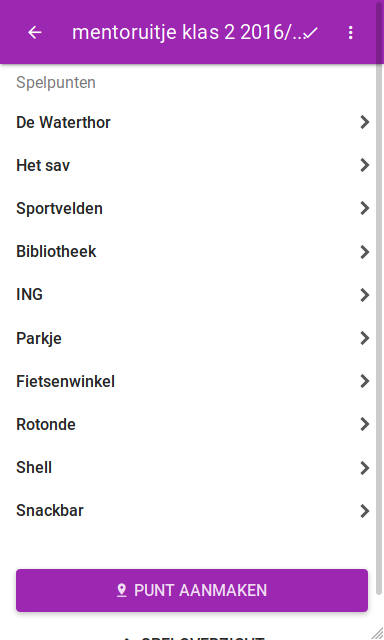 mentoruitje klas 2 2016/...
Spelpunten
De Waterthor
Het sav
Sportvelden
Bibliotheek
ING
Parkje
Fietsenwinkel
Rotonde
Shell
Snackbar
PUNT AANMAKEN
SPELOVERZICHT